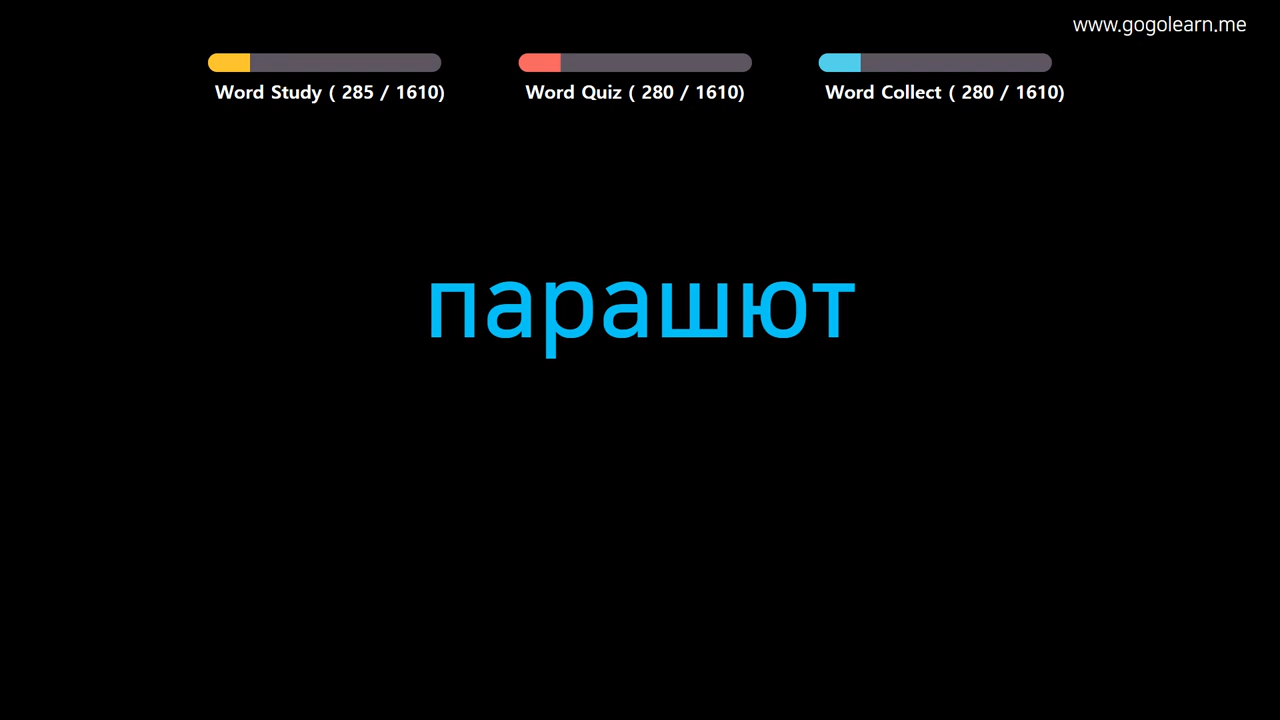 www.gogolearn.me
Word Study ( 285 / 1610)
Word Quiz ( 280 / 1610)
Word Collect ( 280 / 1610)
парашют